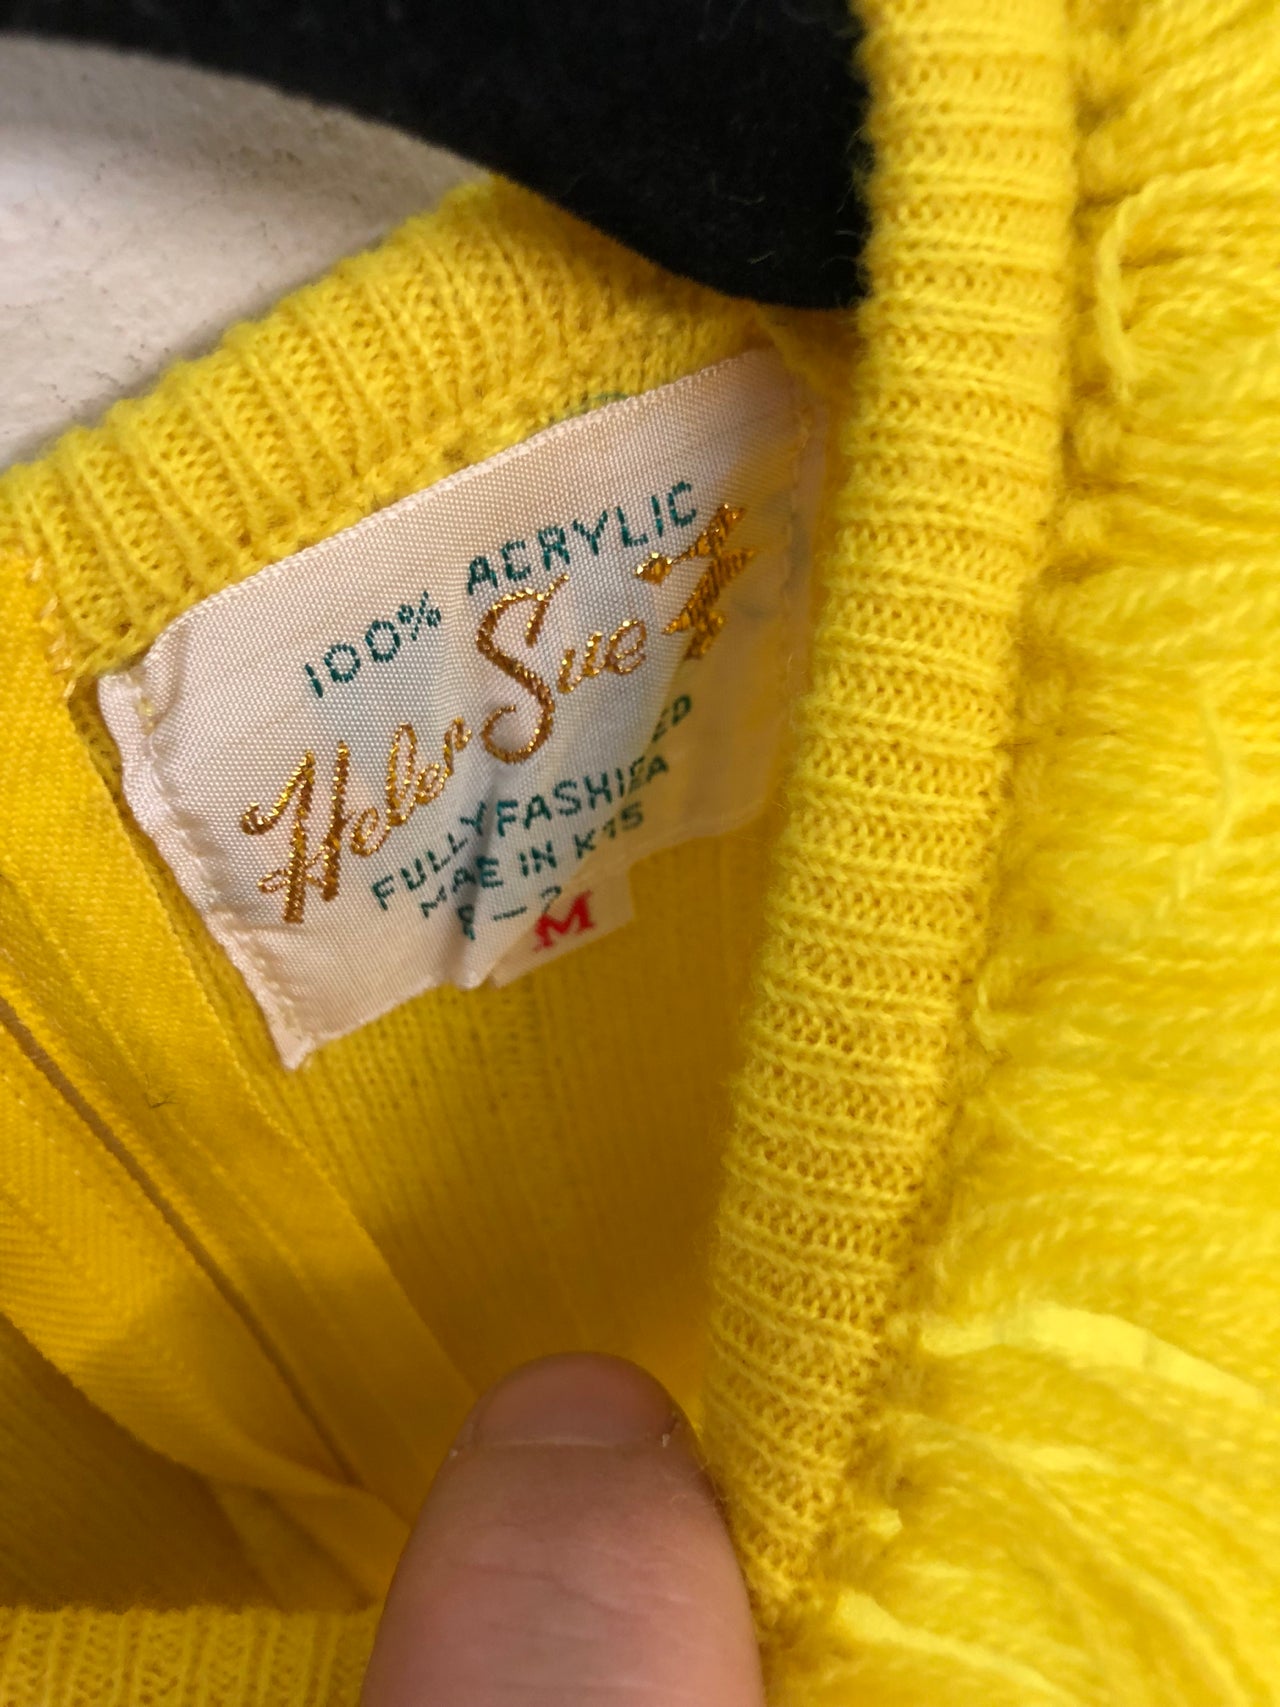 100% ACRYLIC
Helen Sue
FULLY FASHIONED
MADE IN
M